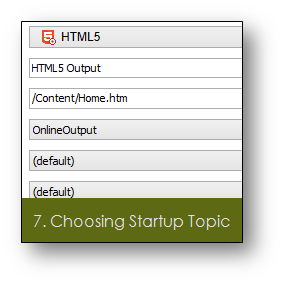 HTML5
HTML5 Output
/Content/Home.htm
OnlineOutput
(default)
(default)
7. Choosing Startup Topic